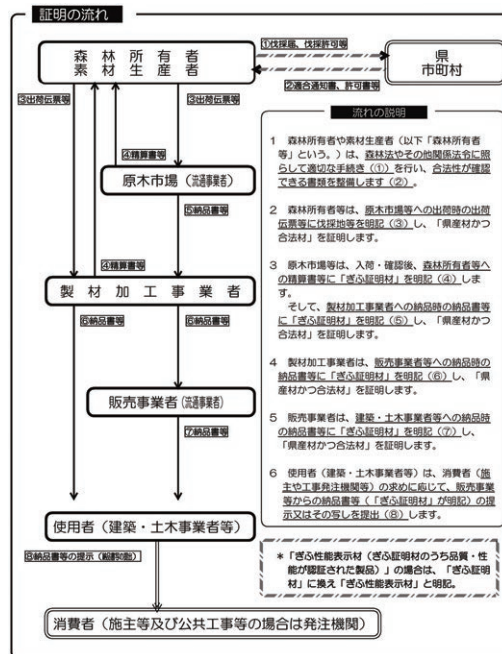 証明の流れ
森林所有者
素材生産者
①伐採届、伐採許可等
②適合通知書、許可書等
県
市町村
③出荷伝票等
③出荷伝票等
④精算書等
原木市場（流通事業者）
⑤納品書等
④精算書等
製材加工事業者
⑥納品書等
⑥納品書等
販売事業者（流通事業者）
⑦納品書等
使用者（建築・土木事業者等）
⑧納品書等の提示
消費者（施主等及び公共工事等の場合は発注機関）
流れの説明
1 森林所有者や素材生産者（以下「森林所有者
等」という。）は、森林法やその他関係法令に照
らして適切な手続き（①）を行い、合法性が確認
できる書類を整備します（②）。
2 森林所有者等は、原木市場等への出荷時の出荷
伝票等に伐採地等を明記（③）し、「県産材かつ
合法材」を証明します。
3 原木市場等は、入荷・確認後、森林所有者等へ
の精算書等に「ぎふ証明材」を明記（④）しま
す。
そして、製材加工事業者への納品時の納品書等
に「ぎふ証明材」を明記（⑤）し、「県産材かつ
合法材」を証明します。
4 製材加工事業者は、販売事業者等への納品時の
納品書等に「ぎふ証明材」を明記（⑥）し、「県
産材かつ合法材」を証明します。
5 販売事業者は、建築・土木事業者等への納品時
の納品書等に「ぎふ証明材」を明記（⑦）し、
「県産材かつ合法材」を証明します。
6 使用者（建築・土木事業者等）は、消費者（施
主や工事発注機関等）の求めに応じて、販売事業
等からの納品書等（「ぎふ証明材」が明記）の提
示又はその写しを提出（⑧）します。
＊「ぎふ性能表示材（ぎふ証明材のうち品質・性
能が認証された製品）」の場合は、「ぎふ証明
材」に換え「ぎふ性能表示材」と明記。